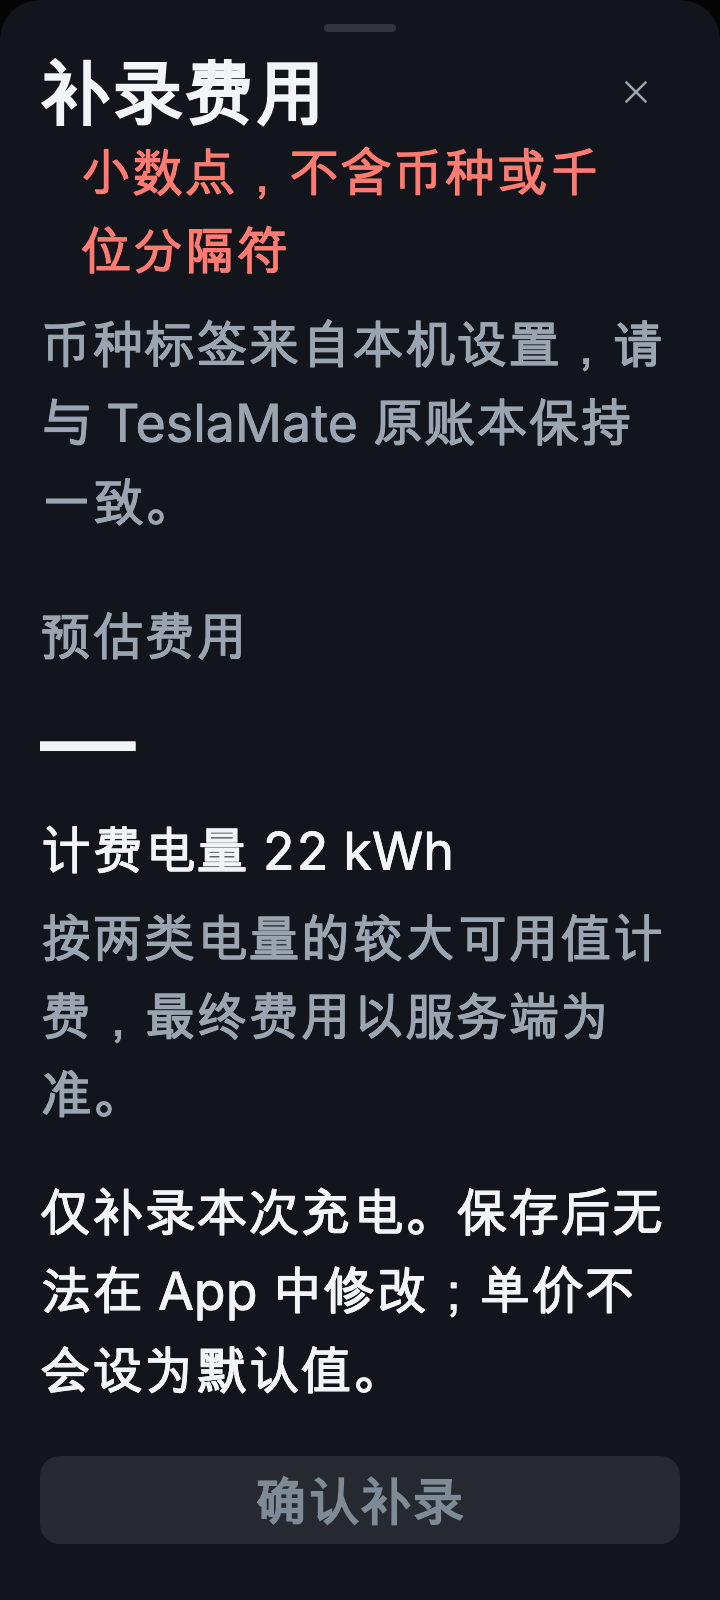 补录费用
小数点，不含币种或千
位分隔符
币种标签来自本机设置，请
与 TeslaMate 原账本保持
一致。
预估费用
——
计费电量 22 kWh
按两类电量的较大可用值计
费，最终费用以服务端为
准。
仅补录本次充电。保存后无
法在 App 中修改；单价不
会设为默认值。
确认补录